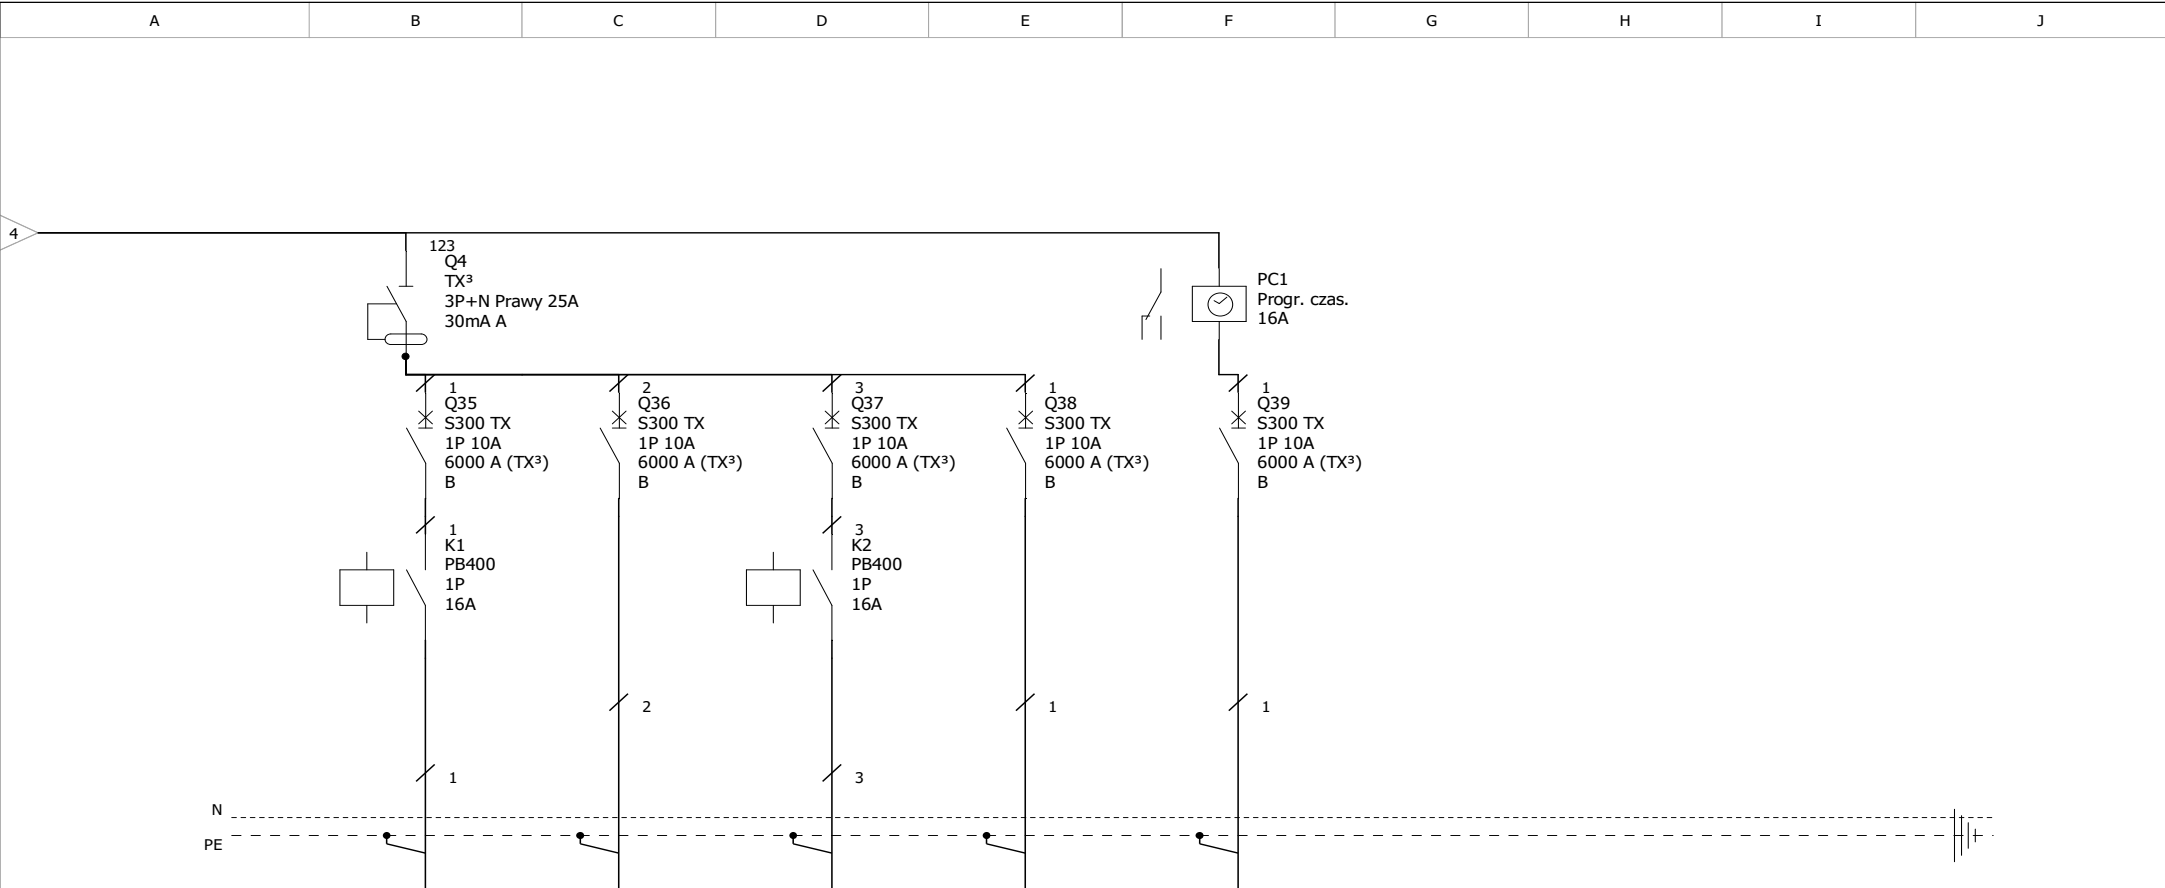 A
B
C
D
E
F
G
H
I
J
4
123
Q4
TX³
3P+N Prawy 25A
30mA A
PC1
Progr. czas.
16A
1
Q35
S300 TX
1P 10A
6000 A (TX³)
B
2
Q36
S300 TX
1P 10A
6000 A (TX³)
B
3
Q37
S300 TX
1P 10A
6000 A (TX³)
B
1
Q38
S300 TX
1P 10A
6000 A (TX³)
B
1
Q39
S300 TX
1P 10A
6000 A (TX³)
B
1
K1
PB400
1P
16A
3
K2
PB400
1P
16A
2
1
1
1
3
N
PE